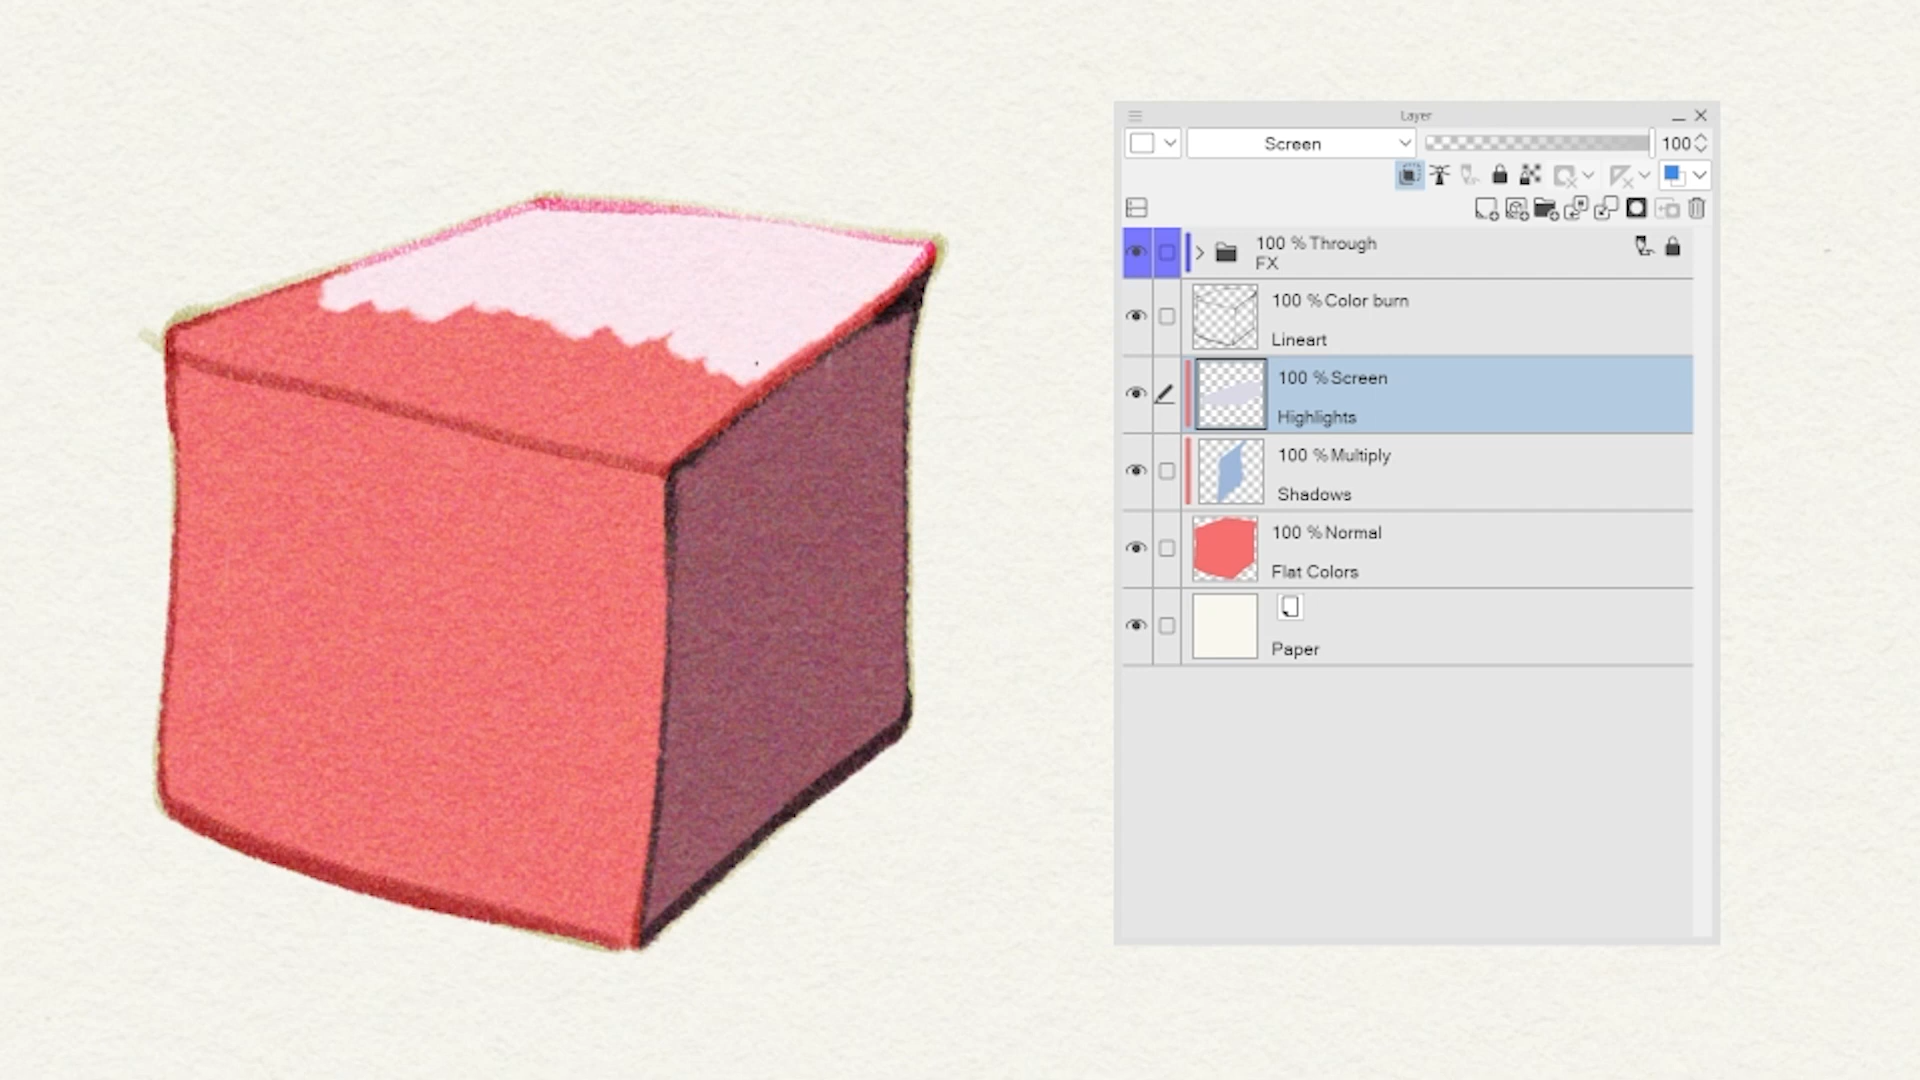 Layer
Screen 100
100 % Through
FX
100 % Color burn
Lineart
100 % Screen
Highlights
100 % Multiply
Shadows
100 % Normal
Flat Colors
Paper